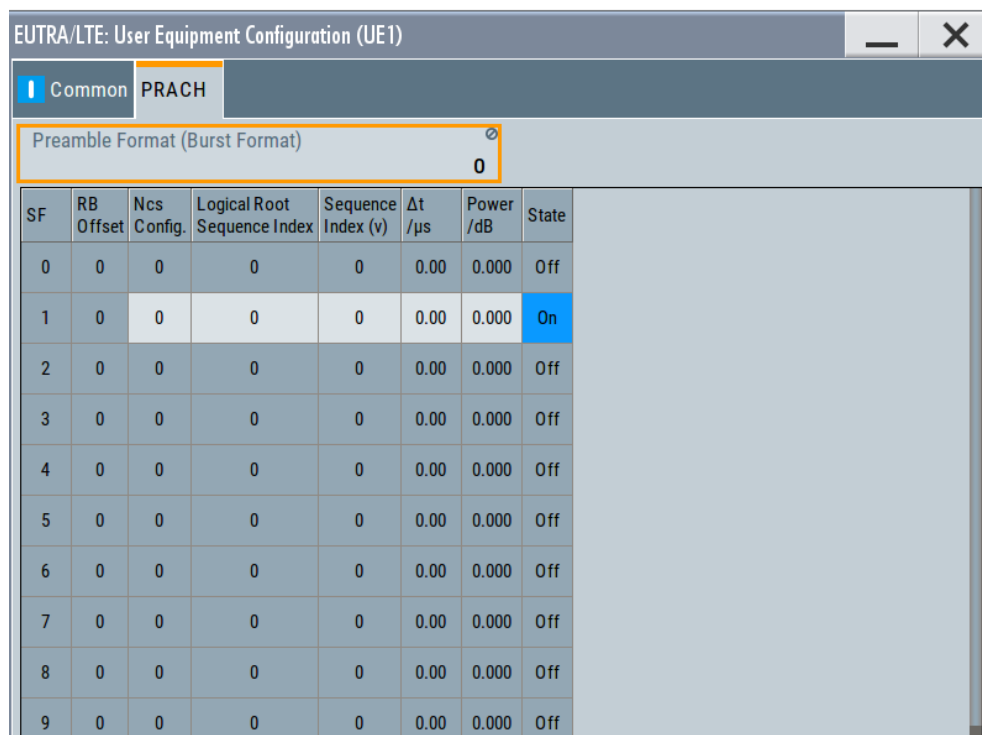 EUTRA/LTE: User Equipment Configuration (UE1)
Common PRACH
Preamble Format (Burst Format)
0
SF RB Offset Ncs Config. Logical Root Sequence Index Sequence Index (v) Δt /µs Power /dB State
0 0 0 0 0 0.00 0.000 Off
1 0 0 0 0 0.00 0.000 On
2 0 0 0 0 0.00 0.000 Off
3 0 0 0 0 0.00 0.000 Off
4 0 0 0 0 0.00 0.000 Off
5 0 0 0 0 0.00 0.000 Off
6 0 0 0 0 0.00 0.000 Off
7 0 0 0 0 0.00 0.000 Off
8 0 0 0 0 0.00 0.000 Off
9 0 0 0 0 0.00 0.000 Off